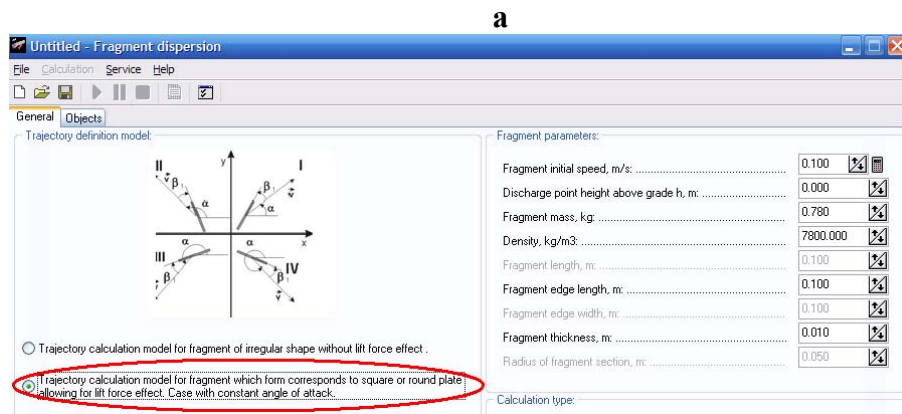 a
Untitled - Fragment dispersion
File Calculation Service Help
General Objects
Trajectory definition model:
II y I
β₁ v⃗ α β₁ v⃗ α
x
III α α IV
β₁ β₁ v⃗
Trajectory calculation model for fragment of irregular shape without lift force effect .
Trajectory calculation model for fragment which form corresponds to square or round plate
allowing for lift force effect. Case with constant angle of attack.
Fragment parameters:
Fragment initial speed, m/s: 0.100
Discharge point height above grade h, m: 0.000
Fragment mass, kg: 0.780
Density, kg/m3: 7800.000
Fragment length, m: 0.100
Fragment edge length, m: 0.100
Fragment edge width, m: 0.100
Fragment thickness, m: 0.010
Radius of fragment section, m: 0.050
Calculation type: